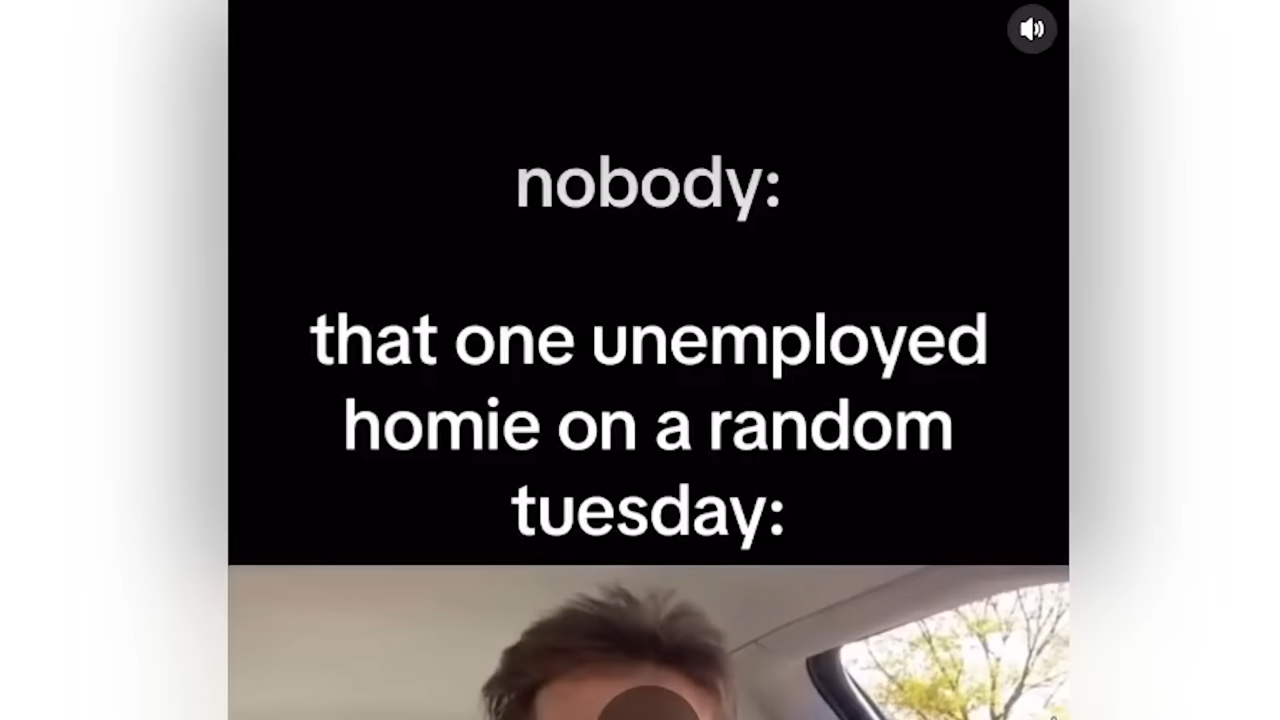 nobody:
that one unemployed
homie on a random
tuesday: